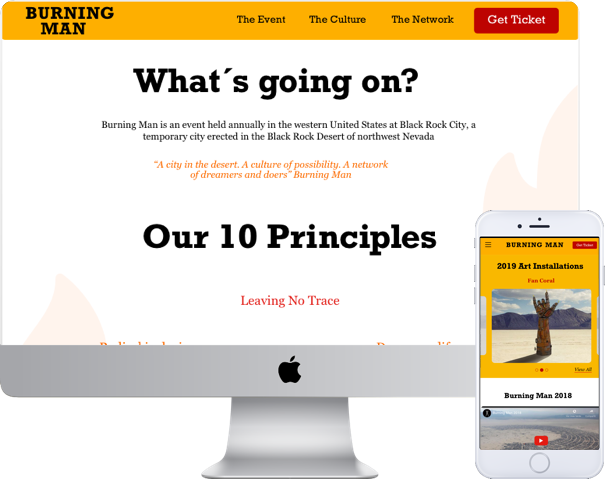 BURNING
MAN
The Event
The Culture
The Network
Get Ticket
What´s going on?
Burning Man is an event held annually in the western United States at Black Rock City, a
temporary city erected in the Black Rock Desert of northwest Nevada
“A city in the desert. A culture of possibility. A network
of dreamers and doers” Burning Man
Our 10 Principles
Leaving No Trace
BURNING MAN
Get Ticket
2019 Art Installations
Fan Coral
View All
Burning Man 2018